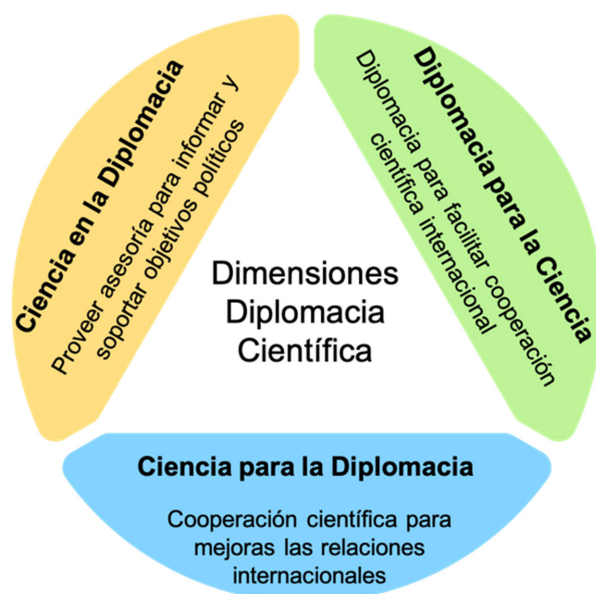 Ciencia en la Diplomacia
Proveer asesoría para informar y
soportar objetivos políticos
Diplomacia para la Ciencia
Diplomacia para facilitar cooperación
científica internacional
Dimensiones
Diplomacia
Científica
Ciencia para la Diplomacia
Cooperación científica para
mejoras las relaciones
internacionales